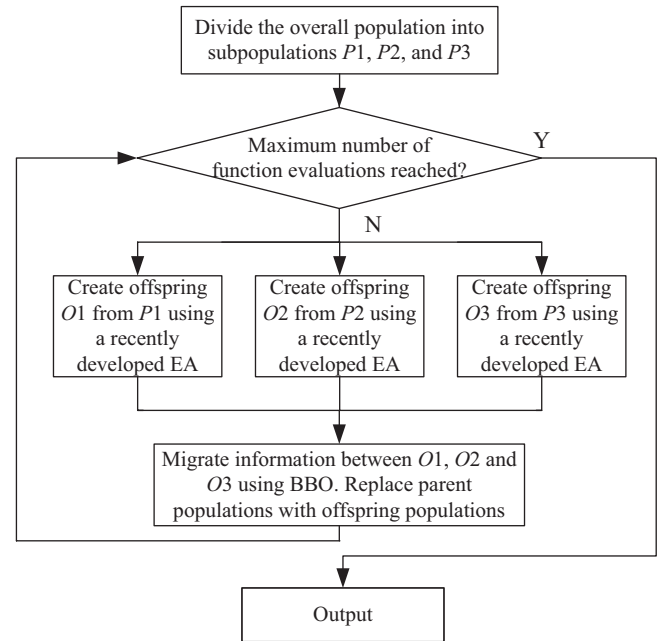 Divide the overall population into
subpopulations P1, P2, and P3
Maximum number of
function evaluations reached?
Y
N
Create offspring
O1 from P1 using
a recently
developed EA
Create offspring
O2 from P2 using
a recently
developed EA
Create offspring
O3 from P3 using
a recently
developed EA
Migrate information between O1, O2 and
O3 using BBO. Replace parent
populations with offspring populations
Output